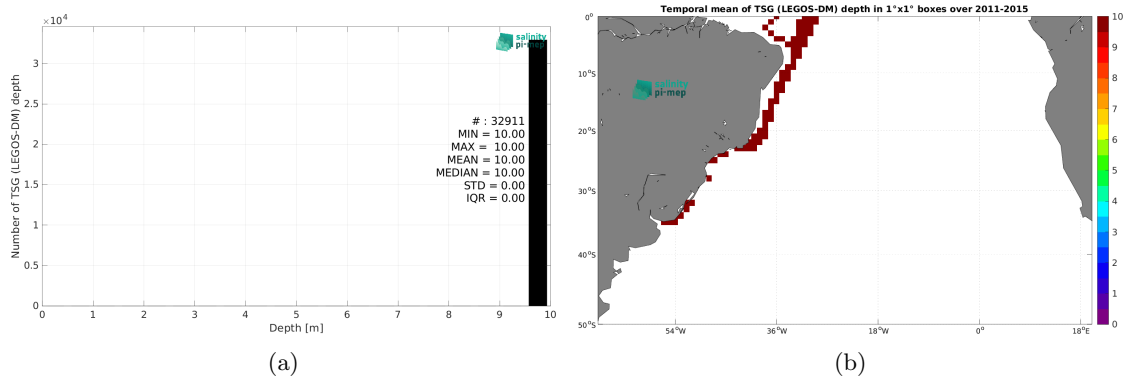 ×10⁴
3
2.5
2
1.5
1
0.5
0
Number of TSG (LEGOS-DM) depth
salinity
pi-mep
# : 32911
MIN = 10.00
MAX = 10.00
MEAN = 10.00
MEDIAN = 10.00
STD = 0.00
IQR = 0.00
0 1 2 3 4 5 6 7 8 9 10
Depth [m]
(a)
Temporal mean of TSG (LEGOS-DM) depth in 1°x1° boxes over 2011-2015
0°
10°S
20°S
30°S
40°S
50°S
salinity
pi-mep
54°W 36°W 18°W 0° 18°E
10
9
8
7
6
5
4
3
2
1
0
(b)